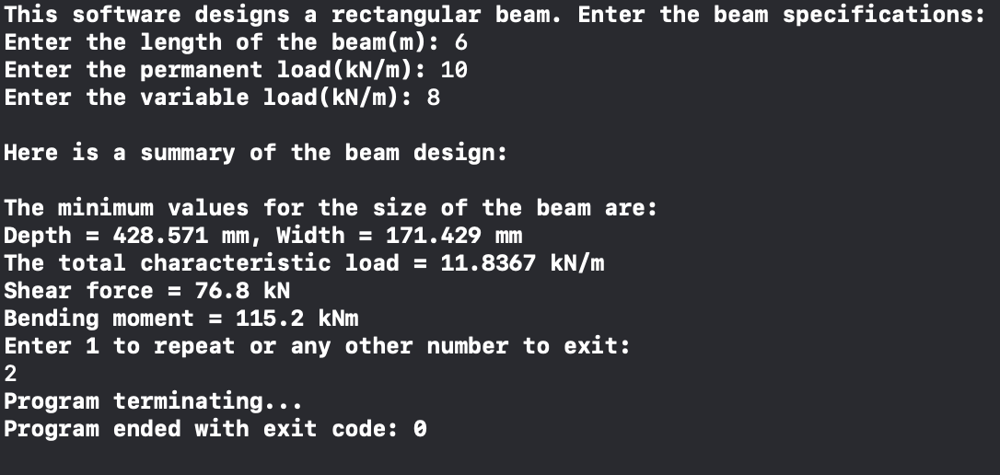 This software designs a rectangular beam. Enter the beam specifications:
Enter the length of the beam(m): 6
Enter the permanent load(kN/m): 10
Enter the variable load(kN/m): 8
Here is a summary of the beam design:
The minimum values for the size of the beam are:
Depth = 428.571 mm, Width = 171.429 mm
The total characteristic load = 11.8367 kN/m
Shear force = 76.8 kN
Bending moment = 115.2 kNm
Enter 1 to repeat or any other number to exit:
2
Program terminating...
Program ended with exit code: 0